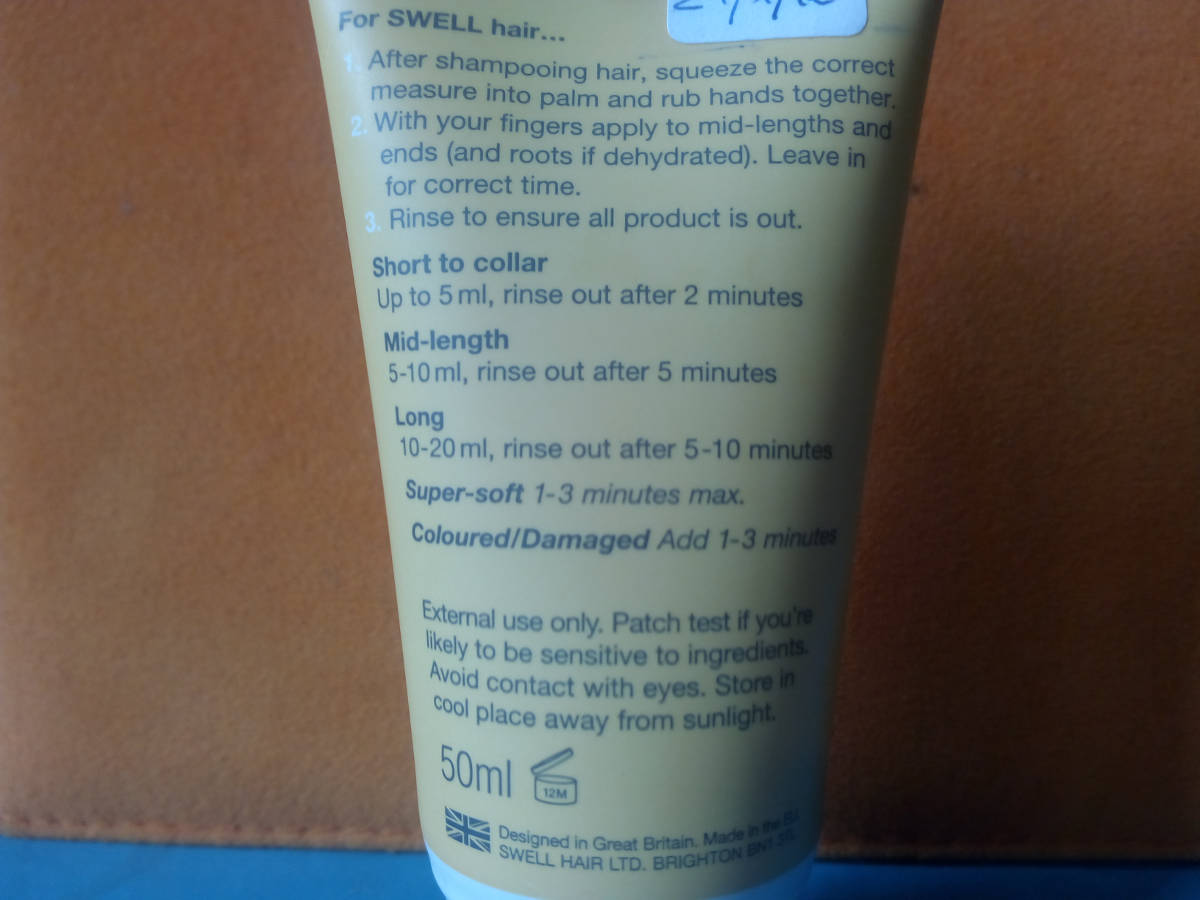 For SWELL hair...
1. After shampooing hair, squeeze the correct
measure into palm and rub hands together.
2. With your fingers apply to mid-lengths and
ends (and roots if dehydrated). Leave in
for correct time.
3. Rinse to ensure all product is out.
Short to collar
Up to 5 ml, rinse out after 2 minutes
Mid-length
5-10 ml, rinse out after 5 minutes
Long
10-20 ml, rinse out after 5-10 minutes
Super-soft 1-3 minutes max.
Coloured/Damaged Add 1-3 minutes
External use only. Patch test if you're
likely to be sensitive to ingredients.
Avoid contact with eyes. Store in
cool place away from sunlight.
50ml 12M
Designed in Great Britain. Made in the
SWELL HAIR LTD. BRIGHTON BN1